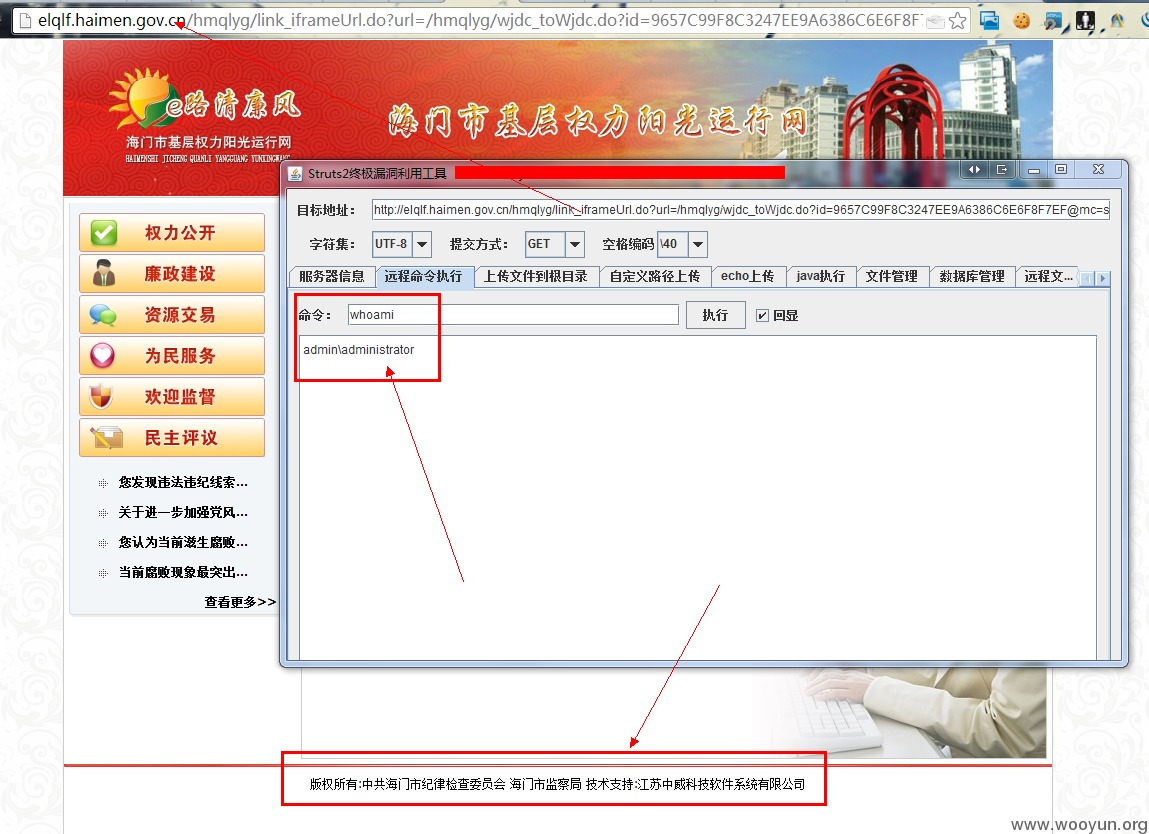 elqlf.haimen.gov.cn/hmqlyg/link_iframeUrl.do?url=/hmqlyg/wjdc_toWjdc.do?id=9657C99F8C3247EE9A6386C6E6F8F
e路清廉风
海门市基层权力阳光运行网
HAIMENSHI JICHENG QUANLI YANGGUANG YUNXINGWANG
海门市基层权力阳光运行网
Struts2终极漏洞利用工具
目标地址: http://elqlf.haimen.gov.cn/hmqlyg/link_iframeUrl.do?url=/hmqlyg/wjdc_toWjdc.do?id=9657C99F8C3247EE9A6386C6E6F8F7EF@mc=s
字符集: UTF-8 提交方式: GET 空格编码 \40
服务器信息 远程命令执行 上传文件到根目录 自定义路径上传 echo上传 java执行 文件管理 数据库管理 远程文...
命令: whoami 执行 回显
admin\administrator
权力公开
廉政建设
资源交易
为民服务
欢迎监督
民主评议
您发现违法违纪线索...
关于进一步加强党风...
您认为当前滋生腐败...
当前腐败现象最突出...
查看更多>>
版权所有:中共海门市纪律检查委员会 海门市监察局 技术支持:江苏中威科技软件系统有限公司
www.wooyun.org